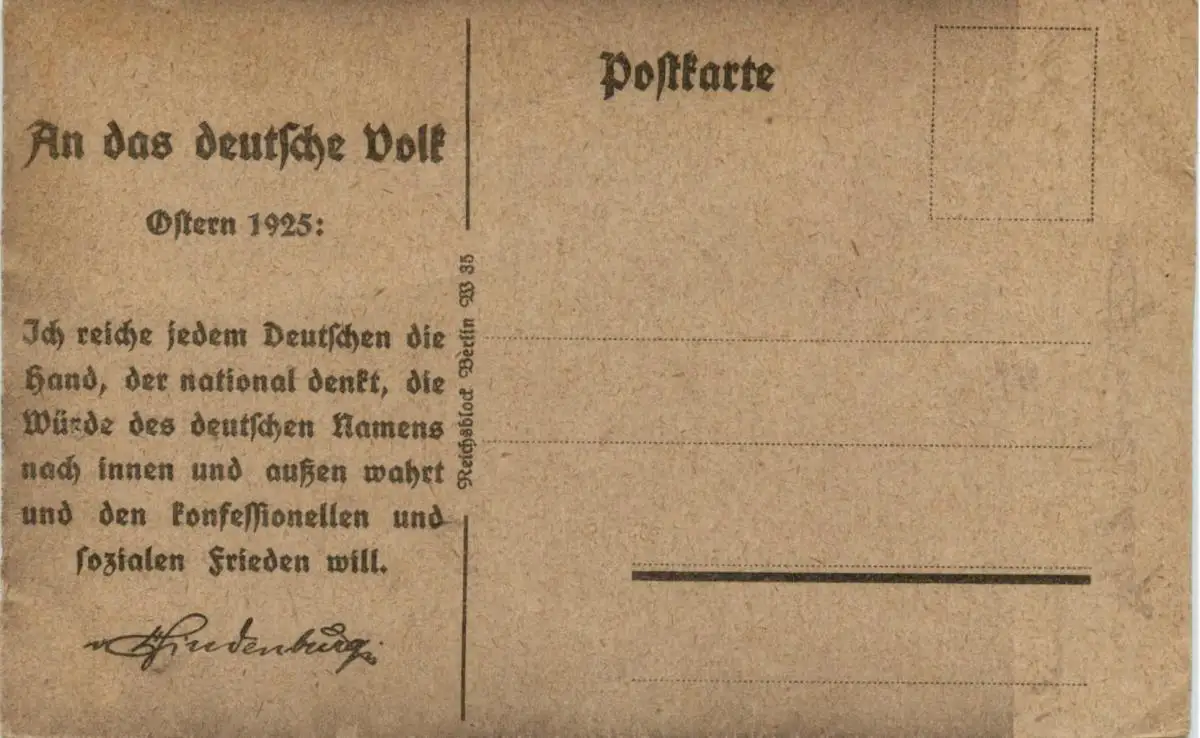 An das deutsche Volk
Ostern 1925:
Ich reiche jedem Deutschen die
Hand, der national denkt, die
Würde des deutschen Namens
nach innen und außen wahrt
und den konfessionellen und
sozialen Frieden will.
v. Hindenburg.
Reichsblock Berlin W 35
Postkarte